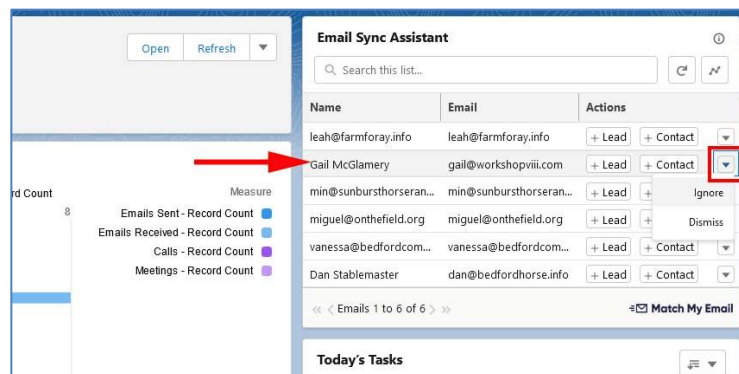 Open Refresh
rd Count
8
Measure
Emails Sent - Record Count
Emails Received - Record Count
Calls - Record Count
Meetings - Record Count
Email Sync Assistant
Search this list...
Name Email Actions
leah@farmforay.info leah@farmforay.info + Lead + Contact
Gail McGlamery gail@workshopviii.com + Lead + Contact
min@sunbursthorseran... min@sunbursthorseran... + Lead + Ignore
miguel@onthefield.org miguel@onthefield.org + Lead + Dismiss
vanessa@bedfordcom... vanessa@bedfordcom... + Lead + Contact
Dan Stablemaster dan@bedfordhorse.info + Lead + Contact
<< < Emails 1 to 6 of 6 > >> Match My Email
Today's Tasks